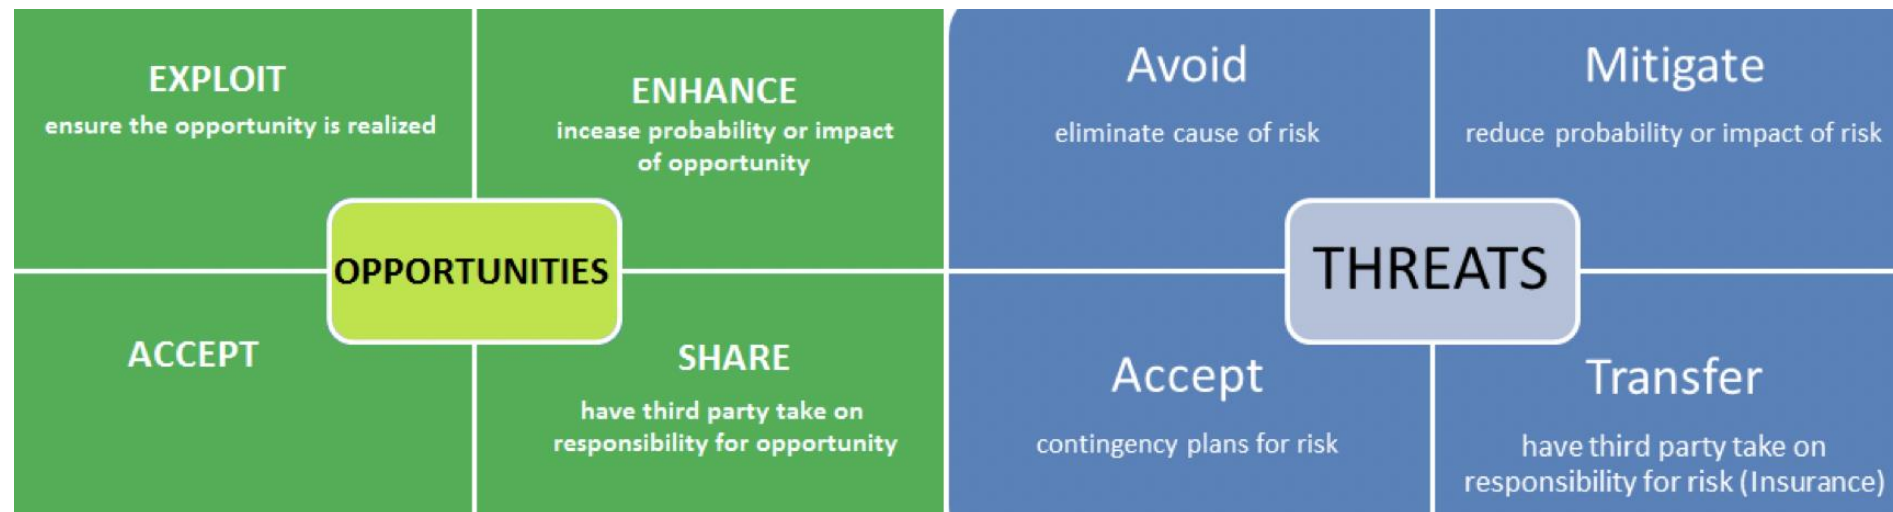 EXPLOIT
ensure the opportunity is realized
ENHANCE
incease probability or impact
of opportunity
OPPORTUNITIES
ACCEPT
SHARE
have third party take on
responsibility for opportunity
Avoid
eliminate cause of risk
Mitigate
reduce probability or impact of risk
THREATS
Accept
contingency plans for risk
Transfer
have third party take on
responsibility for risk (Insurance)